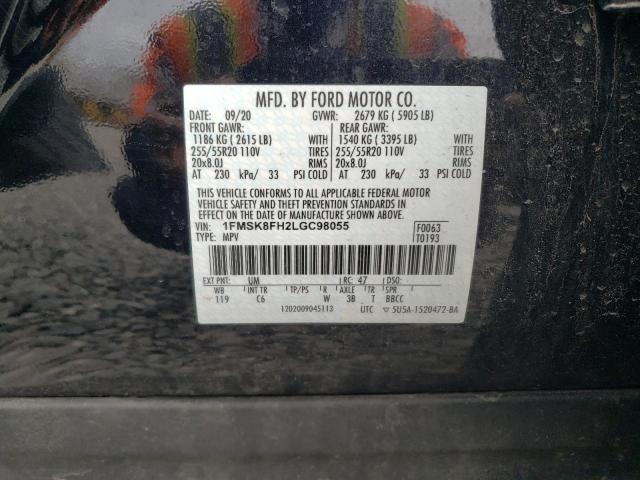 MFD. BY FORD MOTOR CO.
DATE: 09/20 GVWR: 2679 KG ( 5905 LB)
FRONT GAWR: REAR GAWR:
1186 KG ( 2615 LB) WITH 1540 KG ( 3395 LB) WITH
255/55R20 110V TIRES 255/55R20 110V TIRES
20x8.0J RIMS 20x8.0J RIMS
AT 230 kPa/ 33 PSI COLD AT 230 kPa/ 33 PSI COLD
THIS VEHICLE CONFORMS TO ALL APPLICABLE FEDERAL MOTOR
VEHICLE SAFETY AND THEFT PREVENTION STANDARDS IN
EFFECT ON THE DATE OF MANUFACTURE SHOWN ABOVE.
VIN: 1FMSK8FH2LGC98055 F0063
TYPE: MPV T0193
EXT PNT: UM RC: 47 DSO:
WB INT TR TP/PS R AXLE TR SPR
119 C6 W 3B T BBCC
1202009045113 UTC ▽ 5U5A-1520472-BA